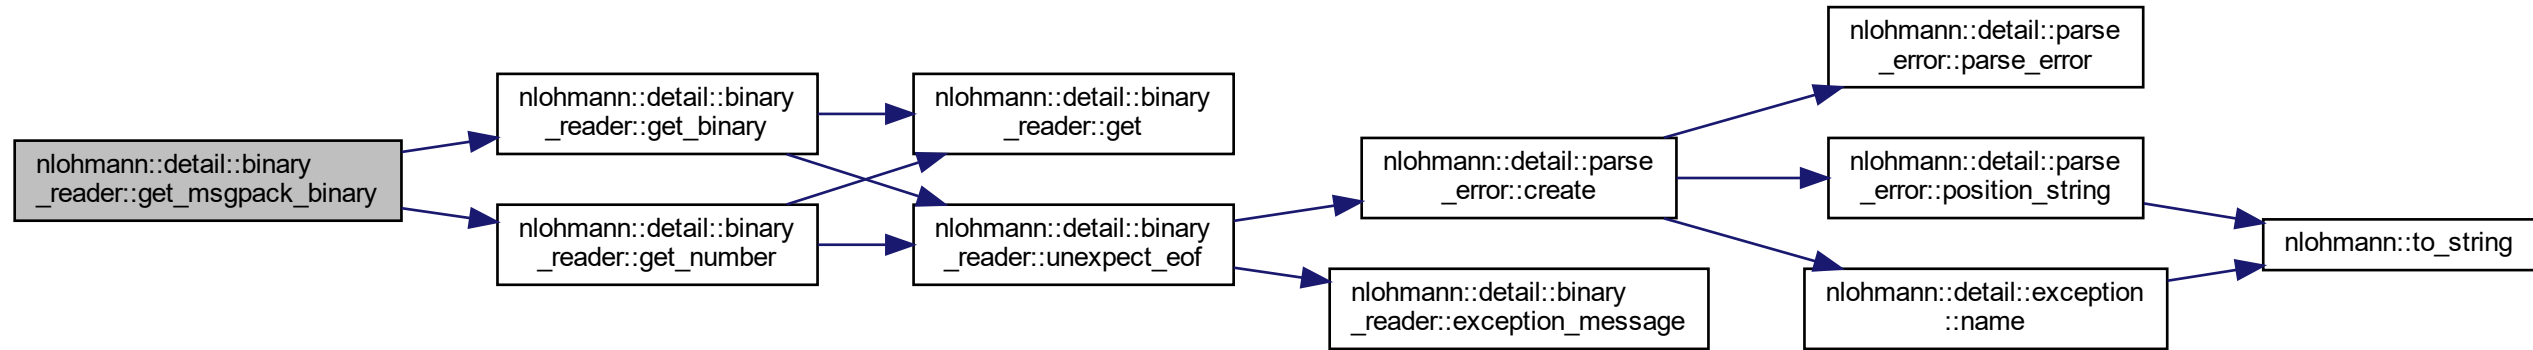 nlohmann::detail::binary
_reader::get_msgpack_binary
nlohmann::detail::binary
_reader::get_binary
nlohmann::detail::binary
_reader::get_number
nlohmann::detail::binary
_reader::get
nlohmann::detail::binary
_reader::unexpect_eof
nlohmann::detail::parse
_error::create
nlohmann::detail::binary
_reader::exception_message
nlohmann::detail::parse
_error::parse_error
nlohmann::detail::parse
_error::position_string
nlohmann::detail::exception
::name
nlohmann::to_string